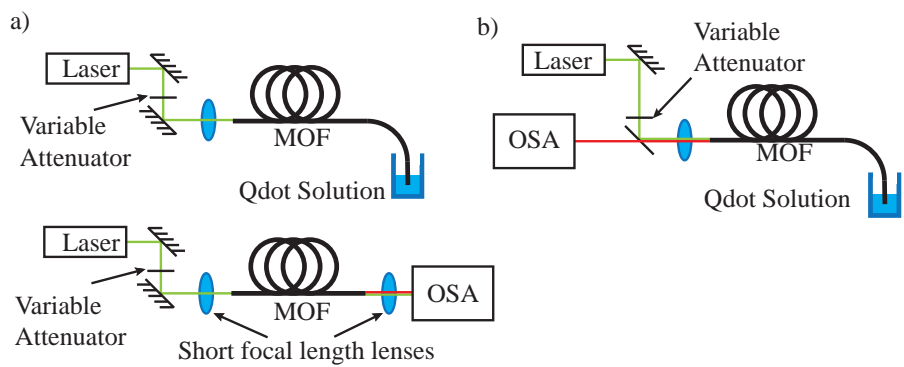 a)
Laser
Variable
Attenuator
MOF
Qdot Solution
Laser
Variable
Attenuator
MOF
OSA
Short focal length lenses
b)
Variable
Attenuator
Laser
OSA
MOF
Qdot Solution